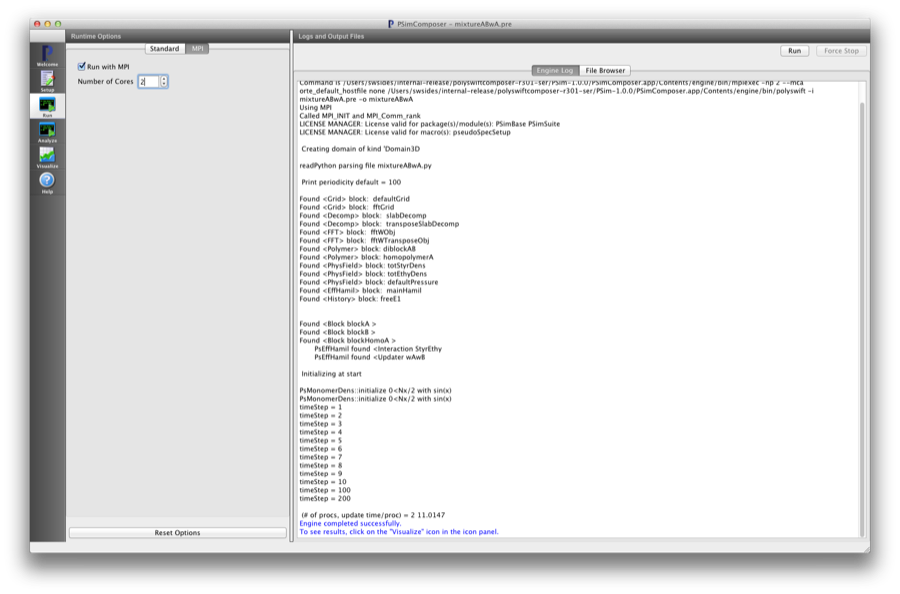 PSimComposer - mixtureABwA.pre
Runtime Options
Logs and Output Files
Welcome
Setup
Run
Analyze
Visualize
Help
Standard
MPI
Run with MPI
Number of Cores 2
Reset Options
Run
Force Stop
Engine Log
File Browser
Command is /Users/swsides/internal-release/polyswiftcomposer-r301-ser/PSim-1.0.0/PSimComposer.app/Contents/engine/bin/mpiexec -np 2 --mca
orte_default_hostfile none /Users/swsides/internal-release/polyswiftcomposer-r301-ser/PSim-1.0.0/PSimComposer.app/Contents/engine/bin/polyswift -i
mixtureABwA.pre -o mixtureABwA
Using MPI
Called MPI_INIT and MPI_Comm_rank
LICENSE MANAGER: License valid for package(s)/module(s): PSimBase PSimSuite
LICENSE MANAGER: License valid for macro(s): pseudoSpecSetup
Creating domain of kind 'Domain3D
readPython parsing file mixtureABwA.py
Print periodicity default = 100
Found <Grid> block: defaultGrid
Found <Grid> block: fftGrid
Found <Decomp> block: slabDecomp
Found <Decomp> block: transposeSlabDecomp
Found <FFT> block: fftWObj
Found <FFT> block: fftWTransposeObj
Found <Polymer> block: diblockAB
Found <Polymer> block: homopolymerA
Found <PhysField> block: totStyrDens
Found <PhysField> block: totEthyDens
Found <PhysField> block: defaultPressure
Found <EffHamil> block: mainHamil
Found <History> block: freeE1
Found <Block blockA >
Found <Block blockB >
Found <Block blockHomoA >
PsEffHamil found <Interaction StyrEthy
PsEffHamil found <Updater wAwB
Initializing at start
PsMonomerDens::initialize 0<Nx/2 with sin(x)
PsMonomerDens::initialize 0<Nx/2 with sin(x)
timeStep = 1
timeStep = 2
timeStep = 3
timeStep = 4
timeStep = 5
timeStep = 6
timeStep = 7
timeStep = 8
timeStep = 9
timeStep = 10
timeStep = 100
timeStep = 200
(# of procs, update time/proc) = 2 11.0147
Engine completed successfully.
To see results, click on the "Visualize" icon in the icon panel.